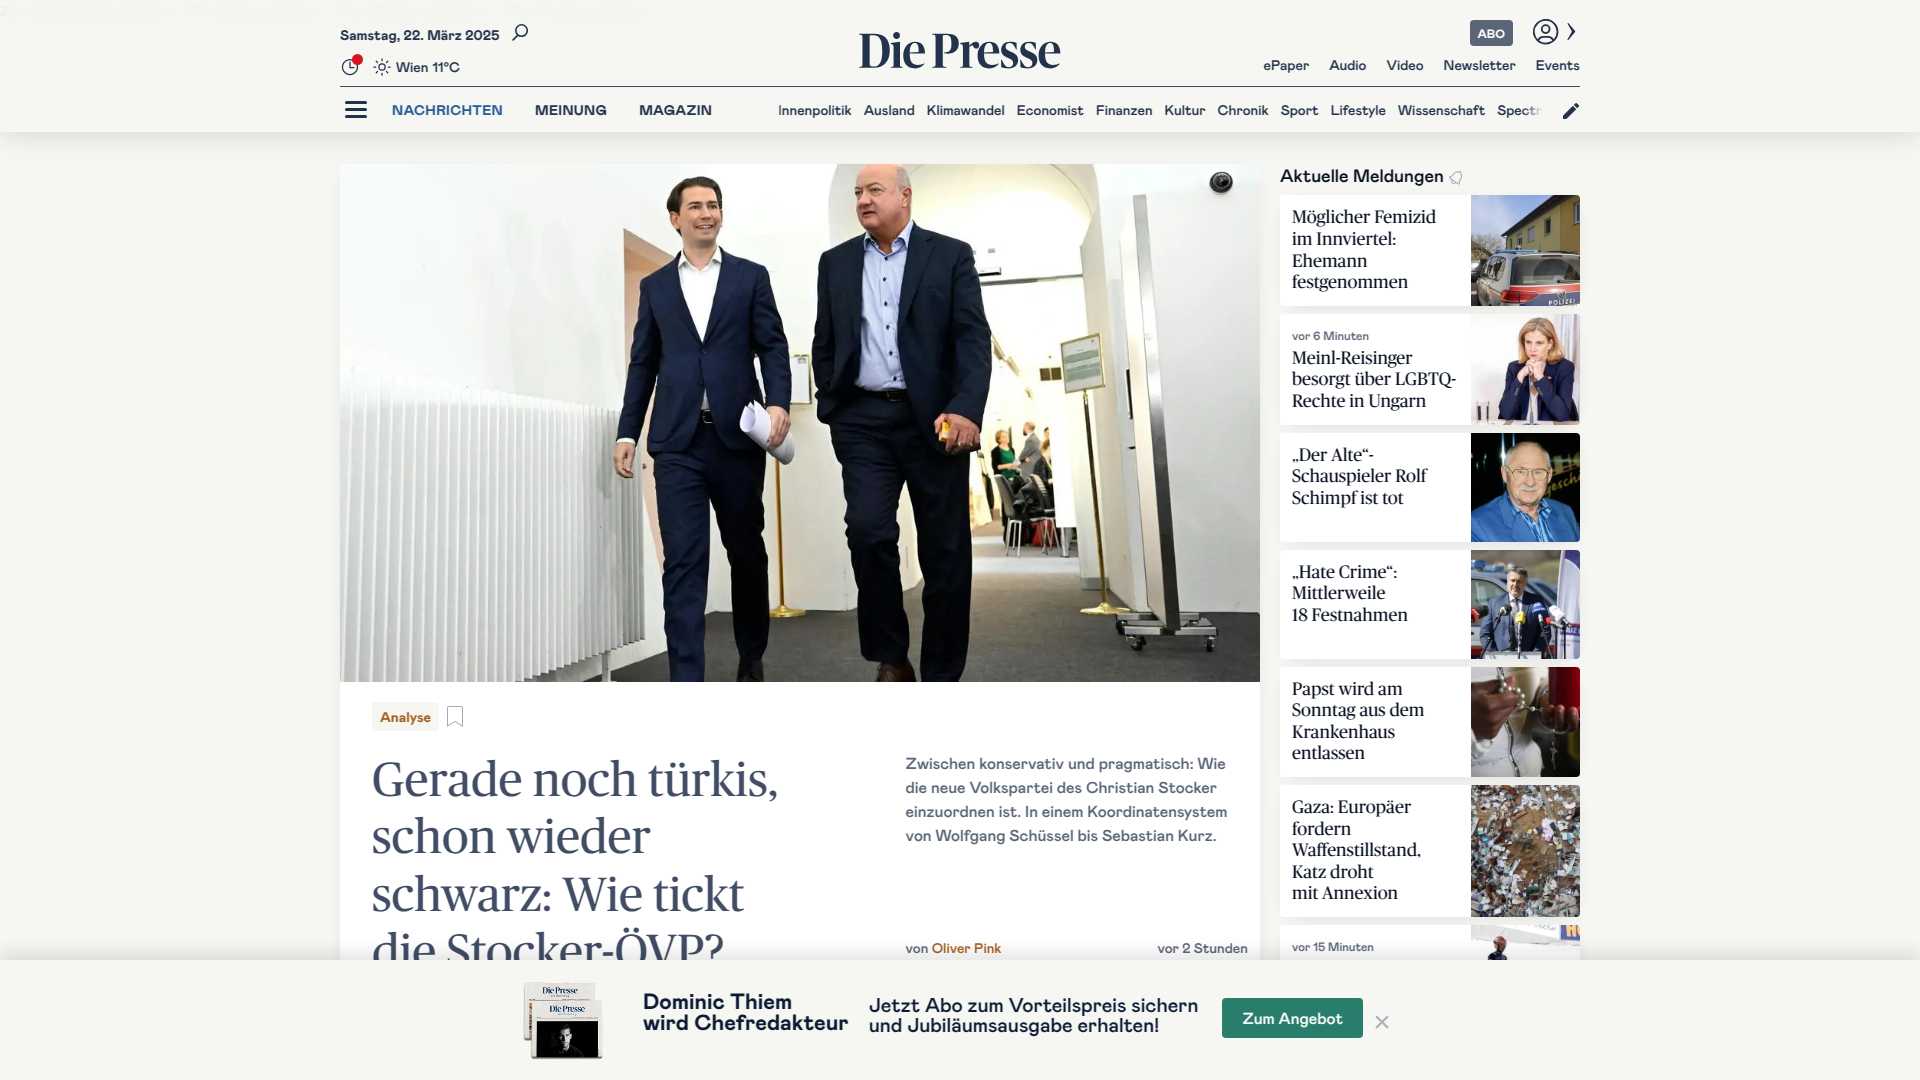 Samstag, 22. März 2025
Wien 11°C
Die Presse
ABO
ePaper Audio Video Newsletter Events
NACHRICHTEN MEINUNG MAGAZIN
Innenpolitik Ausland Klimawandel Economist Finanzen Kultur Chronik Sport Lifestyle Wissenschaft Spectr
Analyse
Gerade noch türkis,
schon wieder
schwarz: Wie tickt
die Stocker-ÖVP?
Zwischen konservativ und pragmatisch: Wie
die neue Volkspartei des Christian Stocker
einzuordnen ist. In einem Koordinatensystem
von Wolfgang Schüssel bis Sebastian Kurz.
von Oliver Pink
vor 2 Stunden
Aktuelle Meldungen
Möglicher Femizid
im Innviertel:
Ehemann
festgenommen
POLIZEI
vor 6 Minuten
Meinl-Reisinger
besorgt über LGBTQ-
Rechte in Ungarn
„Der Alte“-
Schauspieler Rolf
Schimpf ist tot
„Hate Crime“:
Mittlerweile
18 Festnahmen
Papst wird am
Sonntag aus dem
Krankenhaus
entlassen
Gaza: Europäer
fordern
Waffenstillstand,
Katz droht
mit Annexion
vor 15 Minuten
Die Presse
Die Presse
Dominic Thiem
wird Chefredakteur
Jetzt Abo zum Vorteilspreis sichern
und Jubiläumsausgabe erhalten!
Zum Angebot